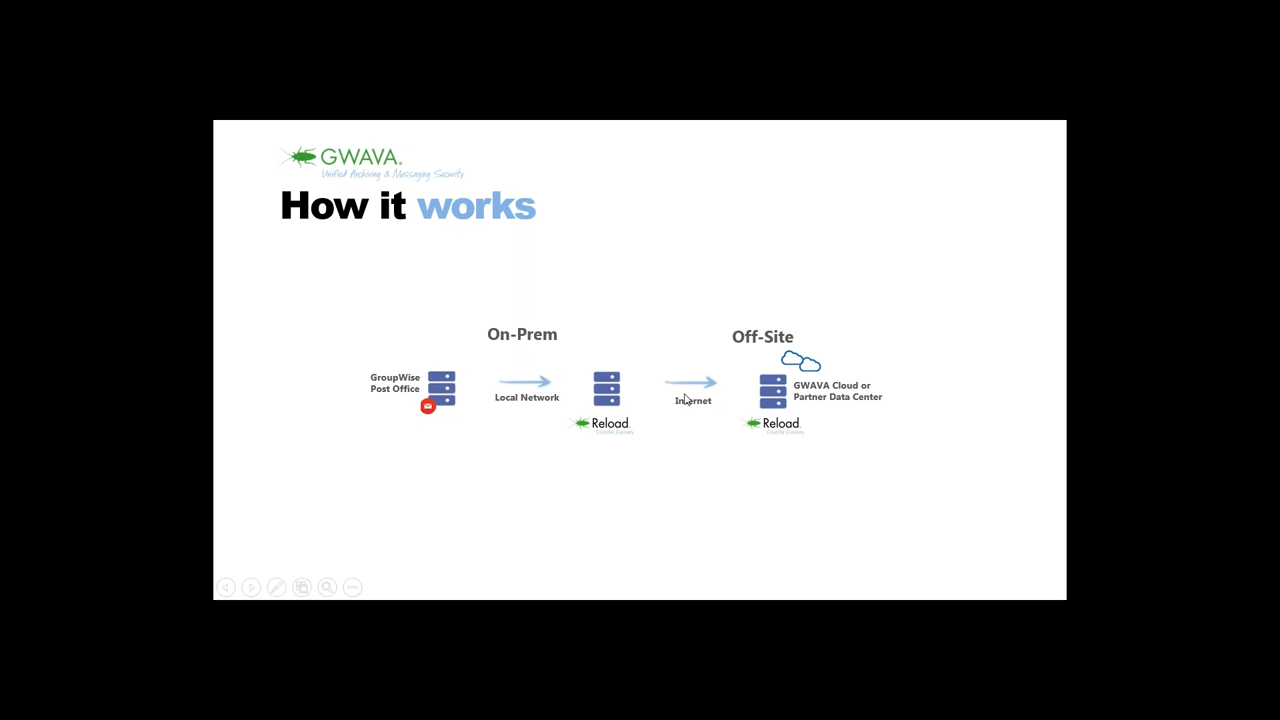 GWAVA.
Unified Archiving & Messaging Security
How it works
On-Prem
Off-Site
GroupWise
Post Office
Local Network
Internet
GWAVA Cloud or
Partner Data Center
Reload.
Reload.